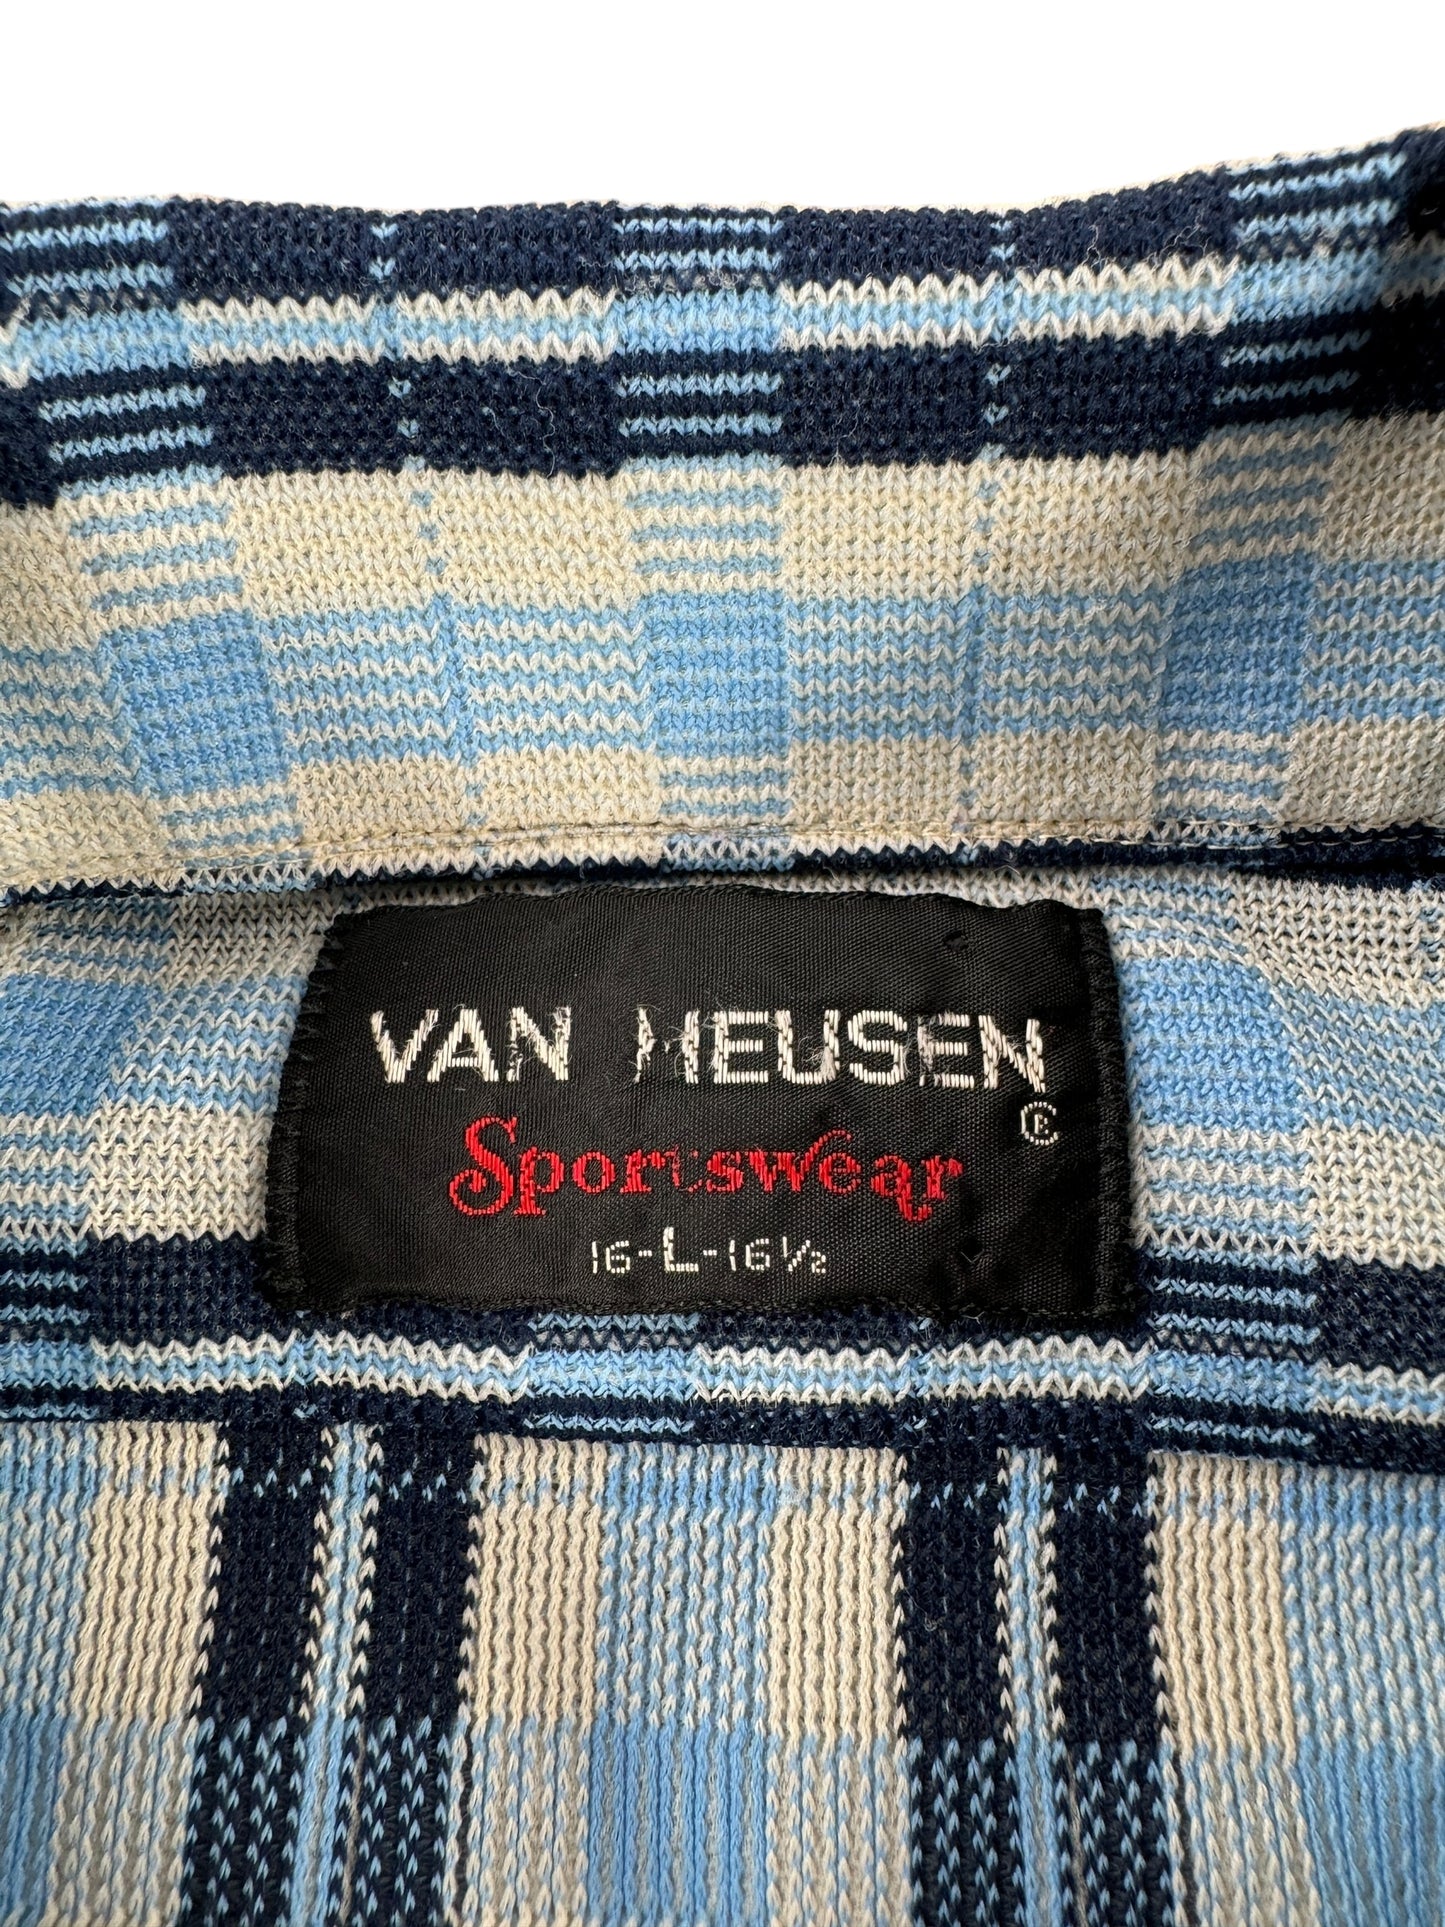 VAN HEUSEN
®
Sportswear
16-L-16½